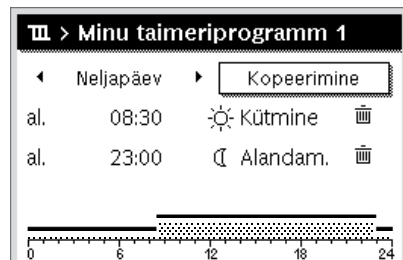 > Minu taimeriprogramm 1
Neljapäev Kopeerimine
al. 08:30 Kütmine
al. 23:00 Alandam.
0 6 12 18 24